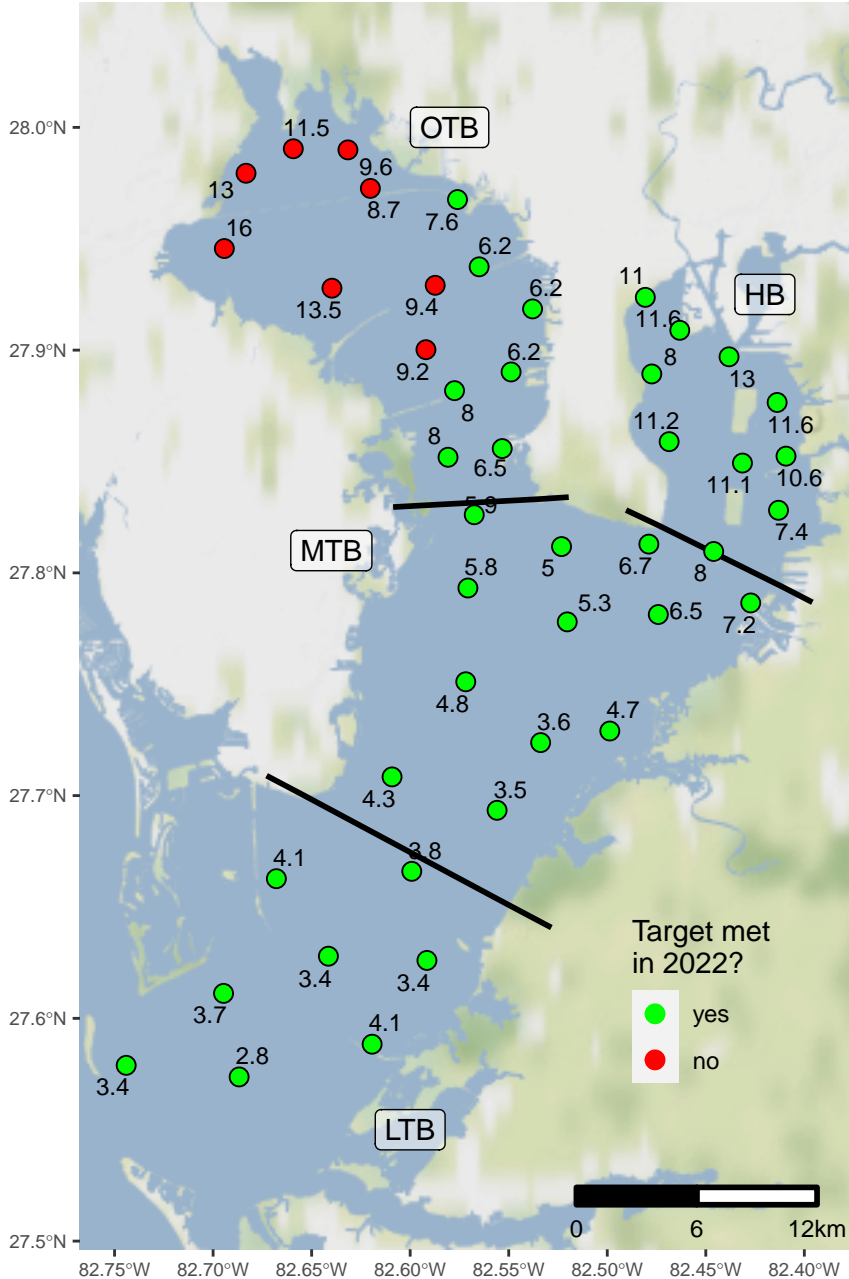 OTB
28.0°N
11.5
9.6
13
8.7
7.6
16
6.2
6.2
11
HB
13.5
9.4
11.6
27.9°N
9.2
6.2
8
13
8
11.6
8
6.5
11.2
11.1
10.6
5.9
7.4
MTB
5
6.7
8
27.8°N
5.8
5.3
6.5
7.2
4.8
3.6
4.7
27.7°N
4.3
3.5
3.8
4.1
Target met
in 2022?
3.4
3.4
yes
3.7
27.6°N
4.1
no
3.4
2.8
LTB
0
6
12km
27.5°N
82.75°W 82.70°W 82.65°W 82.60°W 82.55°W 82.50°W 82.45°W 82.40°W